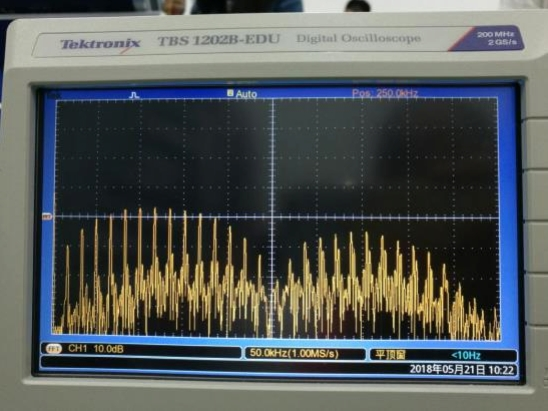 Tektronix TBS 1202B-EDU Digital Oscilloscope 200 MHz
2 GS/s
Auto Pos: 250.0kHz
FFT CH1 10.0dB 50.0kHz(1.00MS/s) 平顶窗 <10Hz
2018年05月21日 10:22